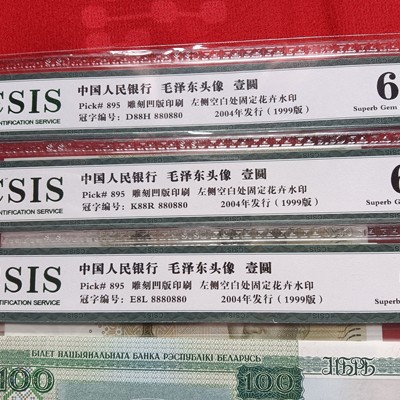 CSIS
NTIFICATION SERVICE
中国人民银行 毛泽东头像 壹圆
Pick# 895 雕刻凹版印刷 左侧空白处固定花卉水印
冠字编号: D88H 880880 2004年发行(1999版)
6
Superb Gem
CSIS
NTIFICATION SERVICE
中国人民银行 毛泽东头像 壹圆
Pick# 895 雕刻凹版印刷 左侧空白处固定花卉水印
冠字编号: K88R 880880 2004年发行(1999版)
6
Superb G
CSIS
NTIFICATION SERVICE
中国人民银行 毛泽东头像 壹圆
Pick# 895 雕刻凹版印刷 左侧空白处固定花卉水印
冠字编号: E8L 8880880 2004年发行(1999版)
БІЛЕТ НАЦЫЯНАЛЬНАГА БАНКА РЭСПУБЛІКІ БЕЛАРУСЬ
НБРБ
100
100